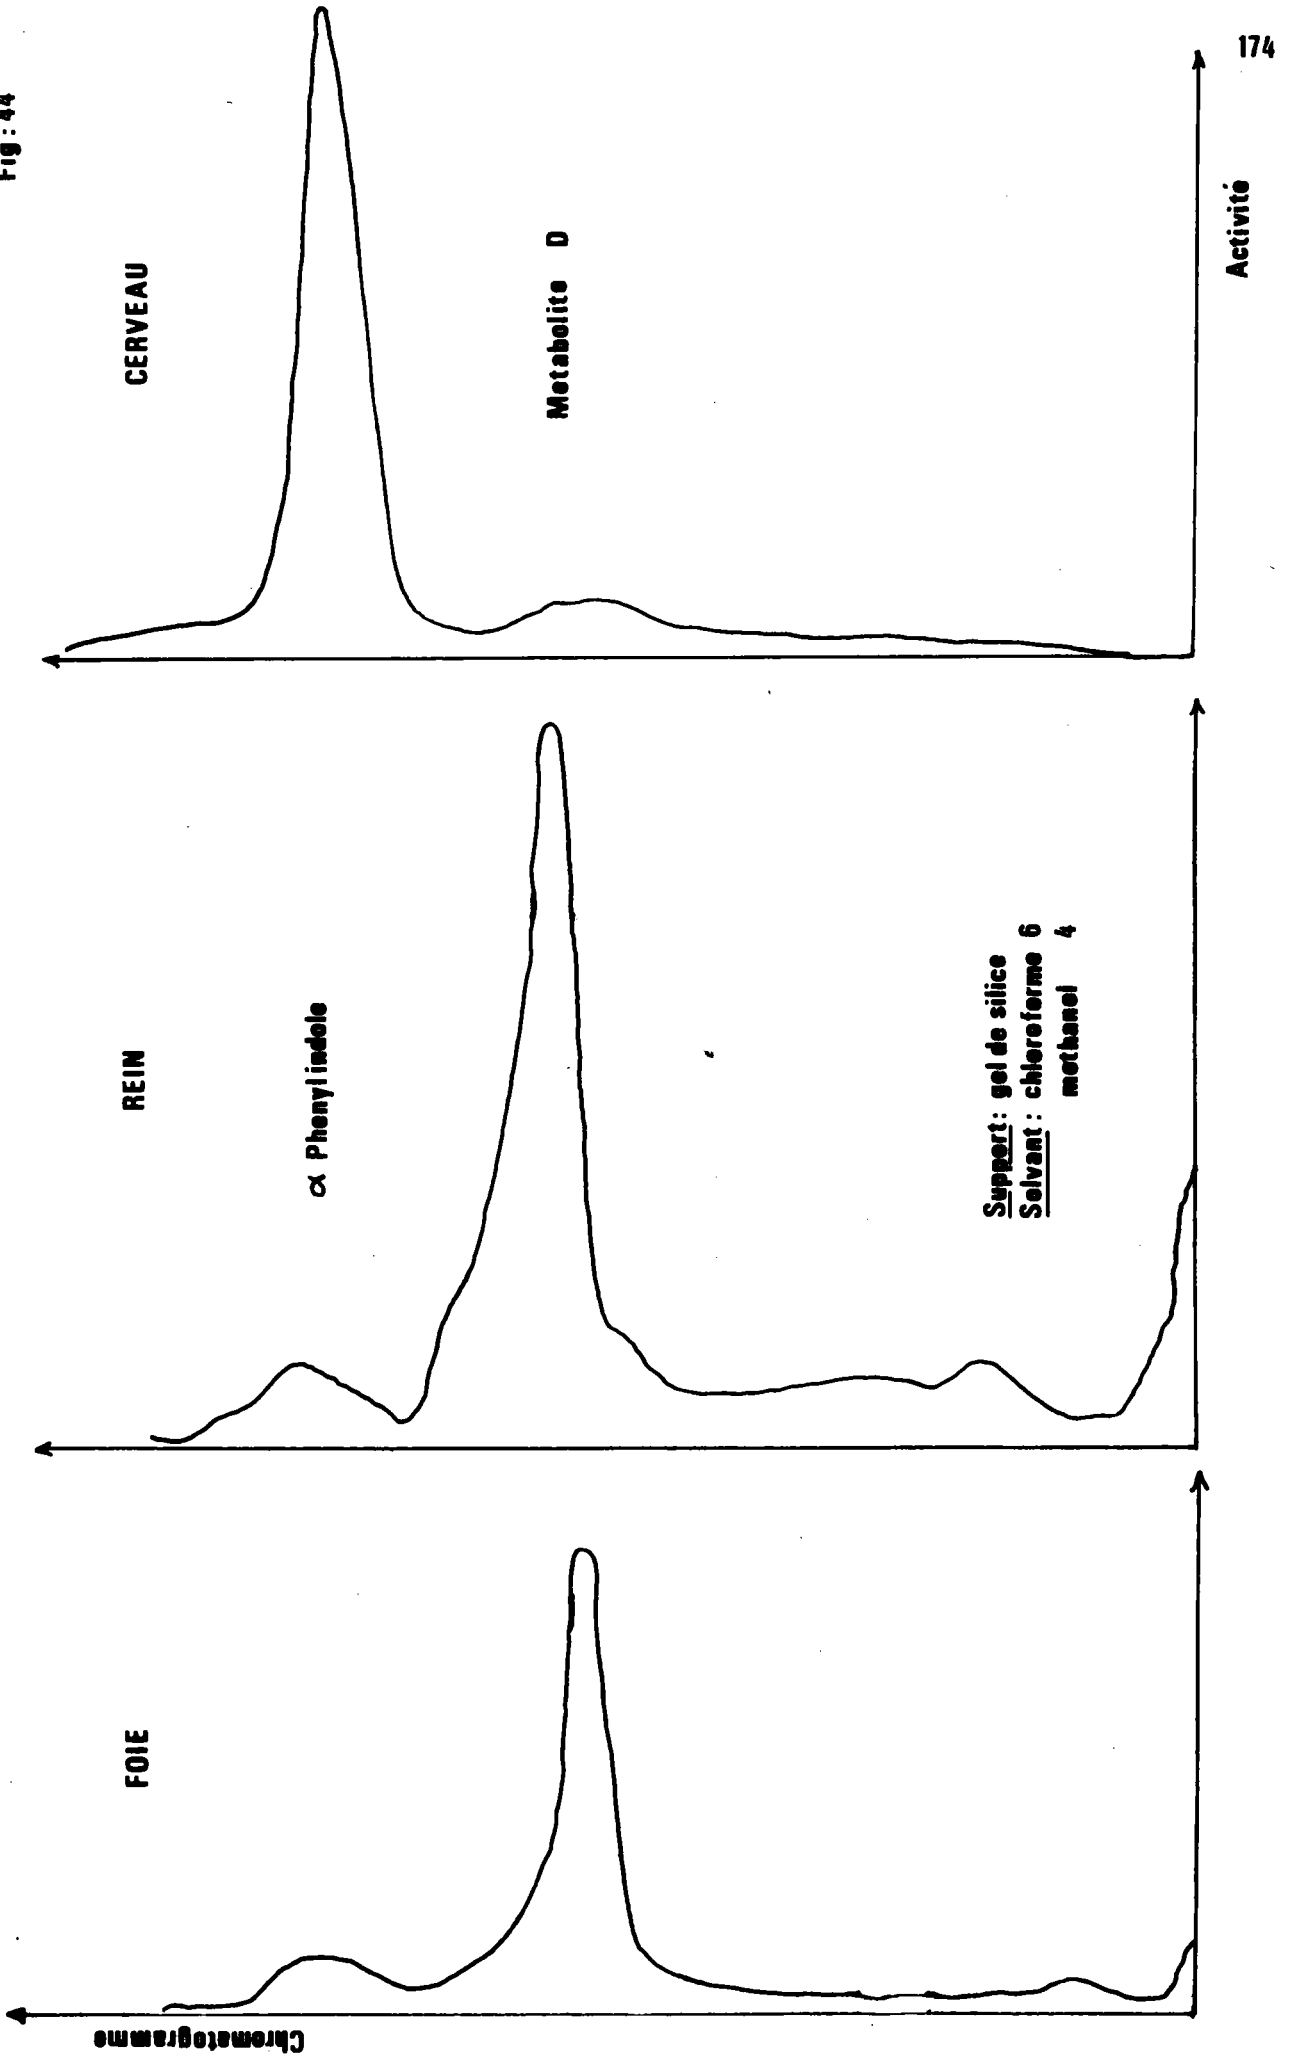 174
Fig : 44
FOIE
REIN
CERVEAU
α Phenylindole
Metabolite D
Support : gel de silice
Solvant : chloroforme 6
methanol 4
Chromatogramme
Activité